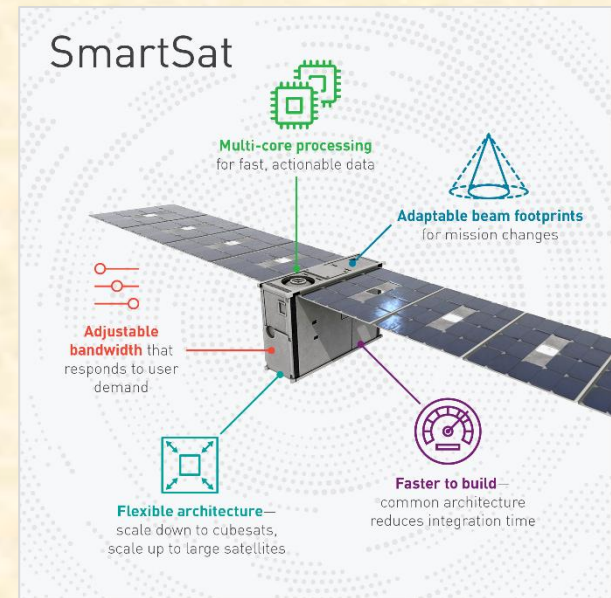 SmartSat
Multi-core processing
for fast, actionable data
Adaptable beam footprints
for mission changes
Adjustable
bandwidth that
responds to user
demand
Flexible architecture—
scale down to cubesats,
scale up to large satellites
Faster to build—
common architecture
reduces integration time